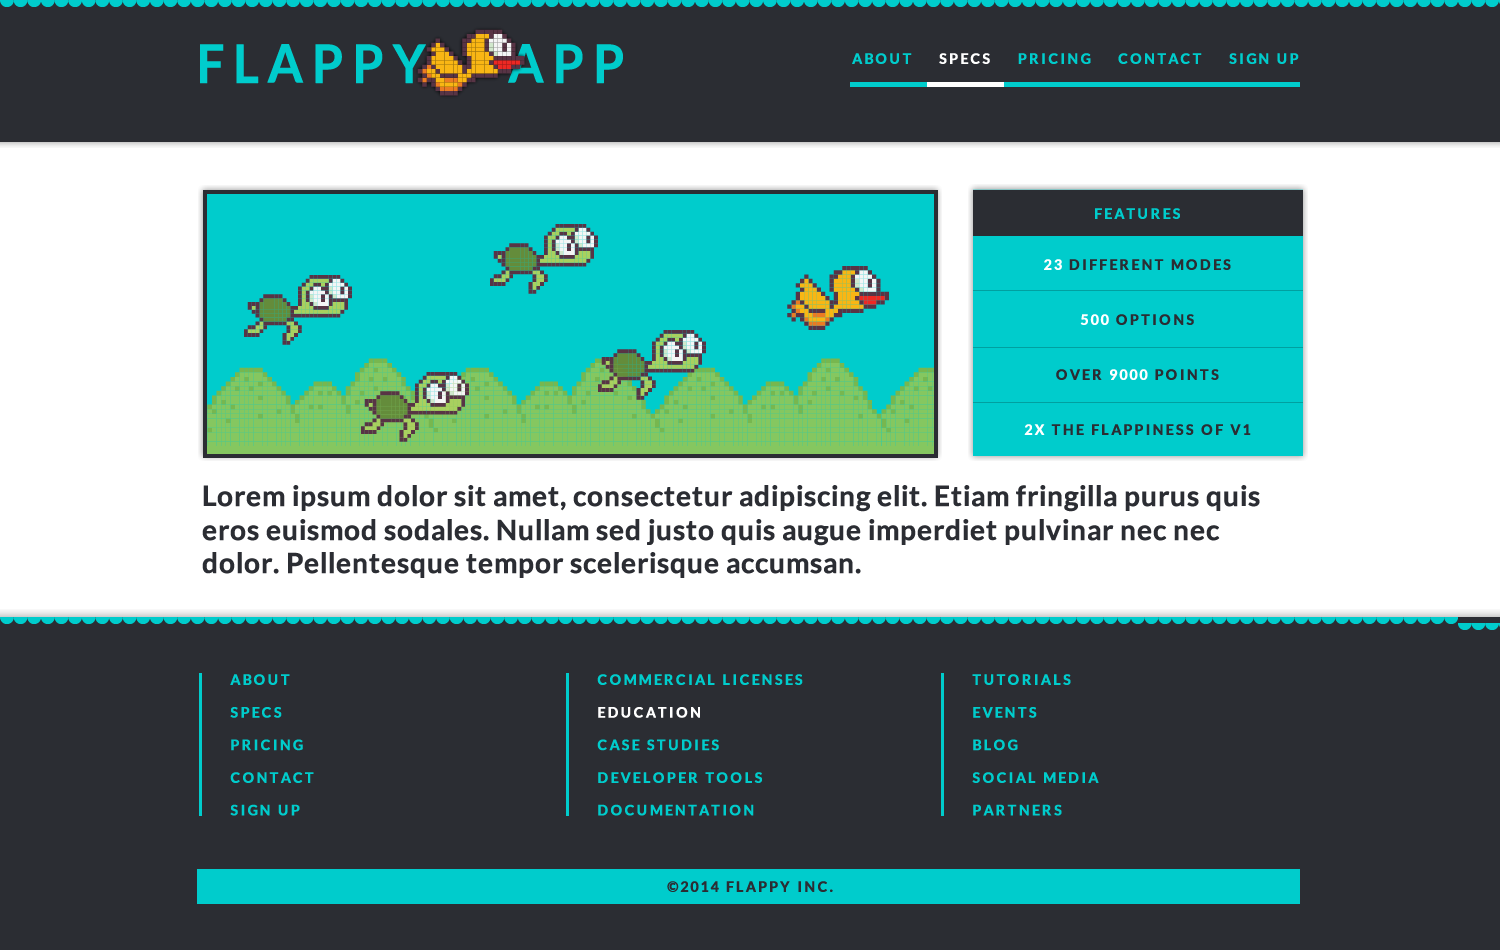 FLAPPY APP
ABOUT SPECS PRICING CONTACT SIGN UP
FEATURES
23 DIFFERENT MODES
500 OPTIONS
OVER 9000 POINTS
2X THE FLAPPINESS OF V1
Lorem ipsum dolor sit amet, consectetur adipiscing elit. Etiam fringilla purus quis
eros euismod sodales. Nullam sed justo quis augue imperdiet pulvinar nec nec
dolor. Pellentesque tempor scelerisque accumsan.
ABOUT
SPECS
PRICING
CONTACT
SIGN UP
COMMERCIAL LICENSES
EDUCATION
CASE STUDIES
DEVELOPER TOOLS
DOCUMENTATION
TUTORIALS
EVENTS
BLOG
SOCIAL MEDIA
PARTNERS
©2014 FLAPPY INC.